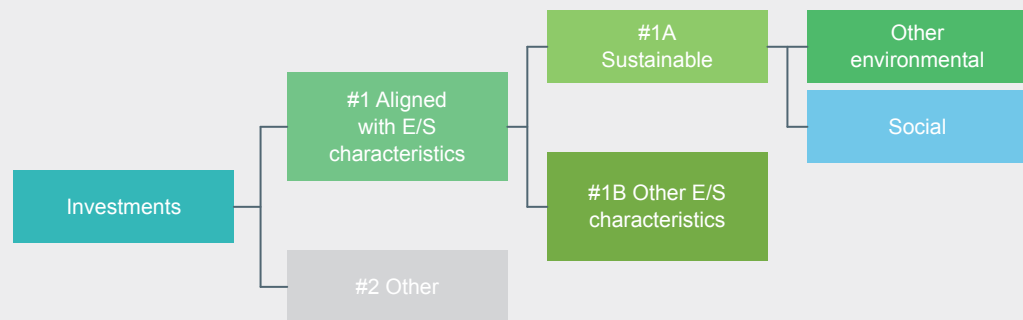 #1A
Sustainable
Other
environmental
#1 Aligned
with E/S
characteristics
Social
Investments
#1B Other E/S
characteristics
#2 Other